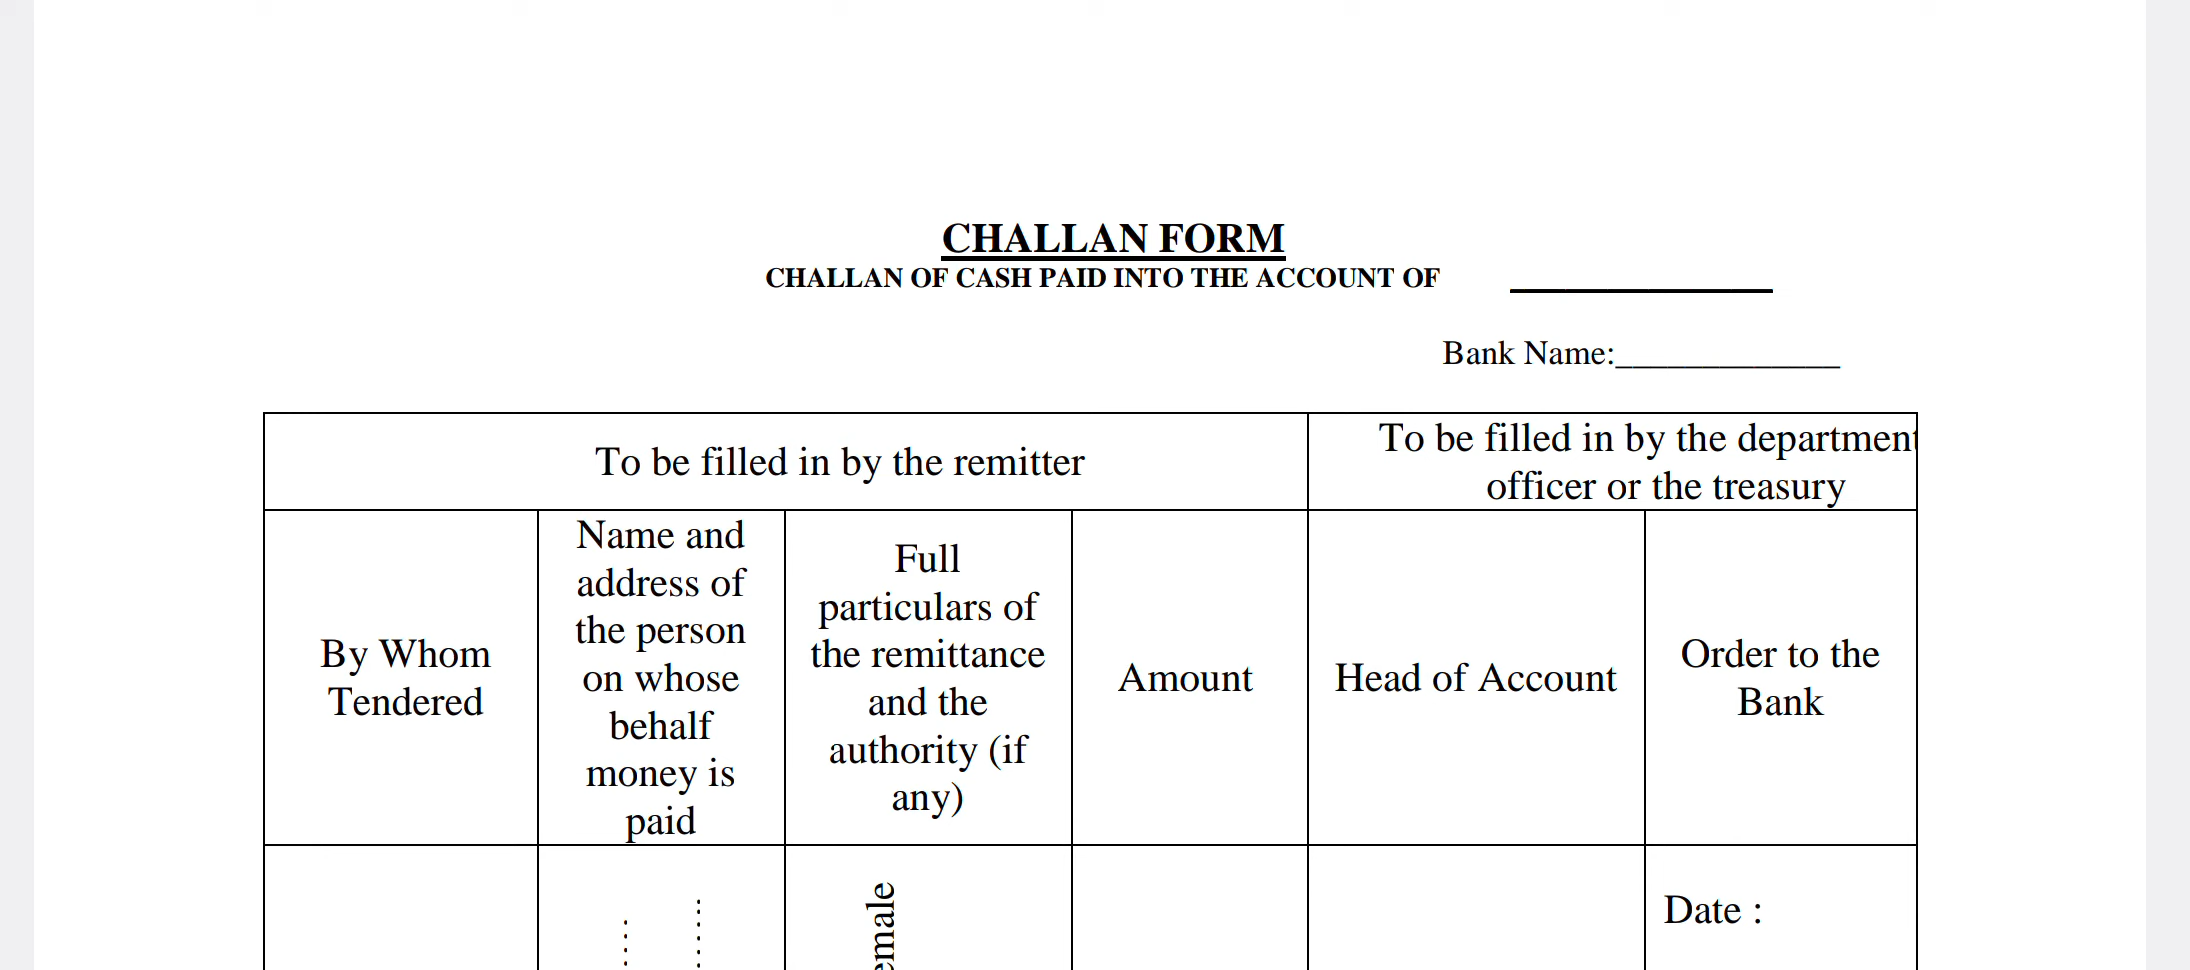 CHALLAN FORM
CHALLAN OF CASH PAID INTO THE ACCOUNT OF _______________
Bank Name:_____________
To be filled in by the remitter
To be filled in by the department
officer or the treasury
By Whom
Tendered
Name and
address of
the person
on whose
behalf
money is
paid
Full
particulars of
the remittance
and the
authority (if
any)
Amount
Head of Account
Order to the
Bank
emale
Date :